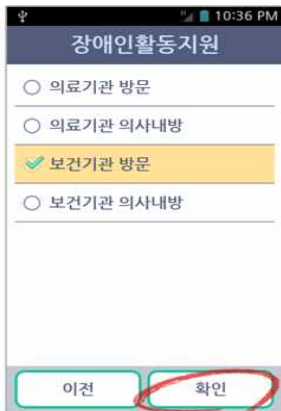 10:36 PM
장애인활동지원
의료기관 방문
의료기관 의사내방
보건기관 방문
보건기관 의사내방
이전
확인